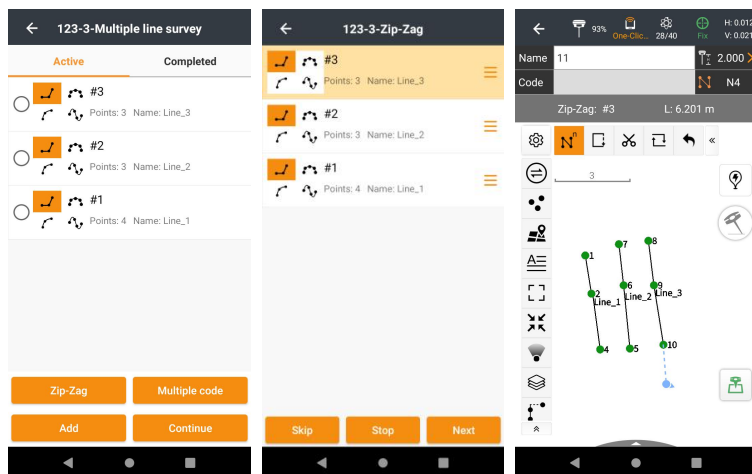 123-3-Multiple line survey
Active
Completed
#3
Points: 3 Name: Line_3
#2
Points: 3 Name: Line_2
#1
Points: 4 Name: Line_1
Zip-Zag
Multiple code
Add
Continue
123-3-Zip-Zag
#3
Points: 3 Name: Line_3
#2
Points: 3 Name: Line_2
#1
Points: 4 Name: Line_1
Skip
Stop
Next
93%
One-Clic...
28/40
Fix
H: 0.012
V: 0.021
Name 11 2.000
Code N4
Zip-Zag: #3 L: 6.201 m
3
7
8
1
6
9
2
Line_1
Line_2
Line_3
4
5
10